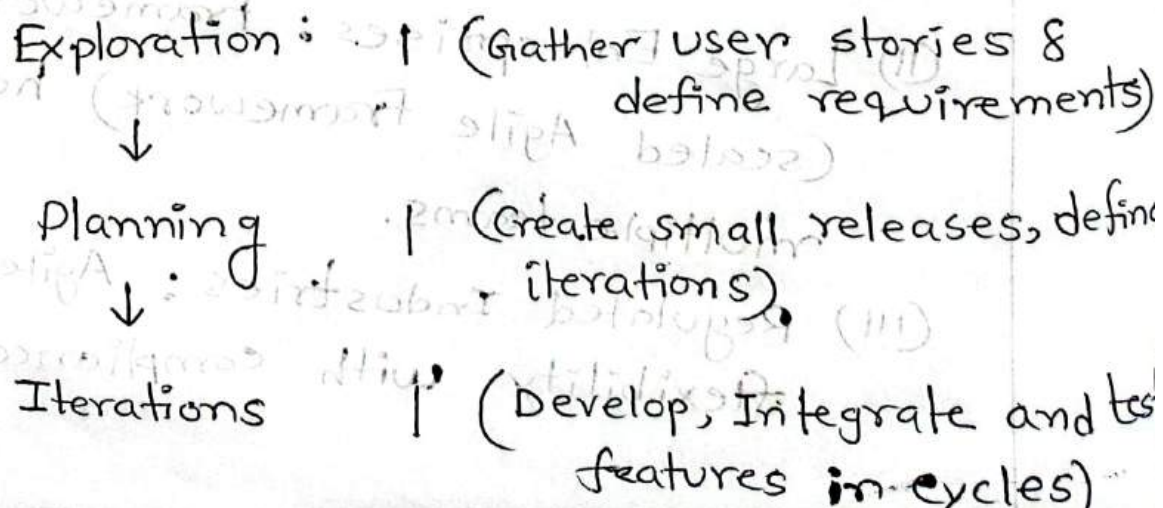 Exploration : | (Gather user stories &
define requirements)
↓
Planning | (Create small releases, define
iterations).
↓
Iterations | (Develop, Integrate and test
features in cycles)